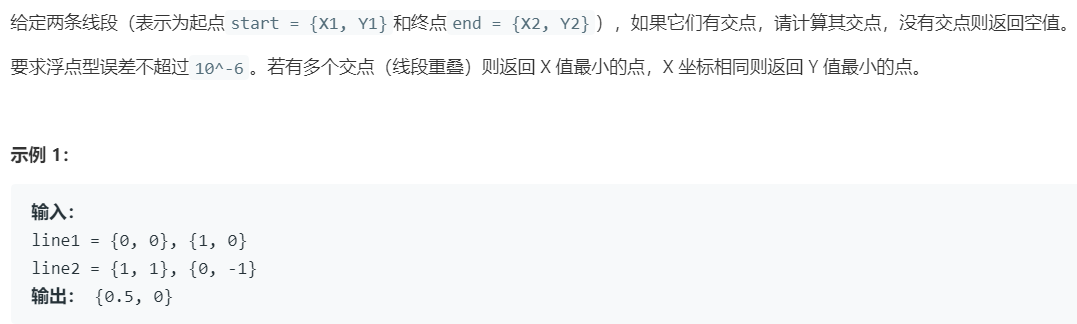 给定两条线段（表示为起点 start = {X1, Y1} 和终点 end = {X2, Y2} ），如果它们有交点，请计算其交点，没有交点则返回空值。
要求浮点型误差不超过 10^-6 。若有多个交点（线段重叠）则返回 X 值最小的点，X 坐标相同则返回 Y 值最小的点。
示例 1：
输入：
line1 = {0, 0}, {1, 0}
line2 = {1, 1}, {0, -1}
输出： {0.5, 0}